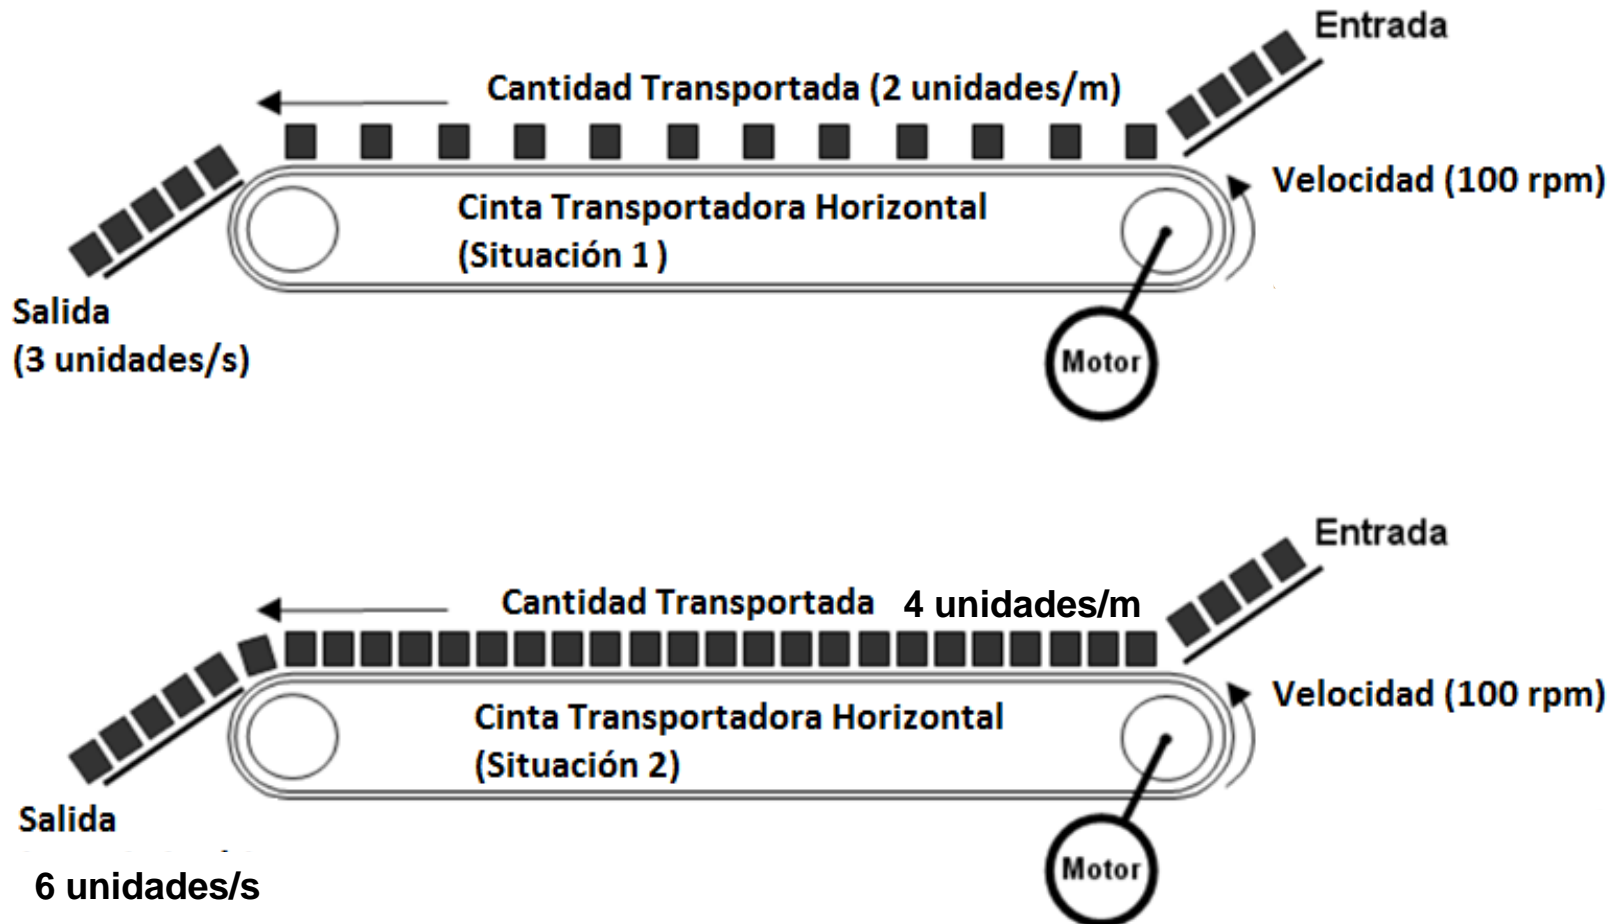 Entrada
Cantidad Transportada (2 unidades/m)
Velocidad (100 rpm)
Cinta Transportadora Horizontal
(Situación 1)
Salida
(3 unidades/s)
Motor
Entrada
Cantidad Transportada 4 unidades/m
Velocidad (100 rpm)
Cinta Transportadora Horizontal
(Situación 2)
Salida
6 unidades/s
Motor